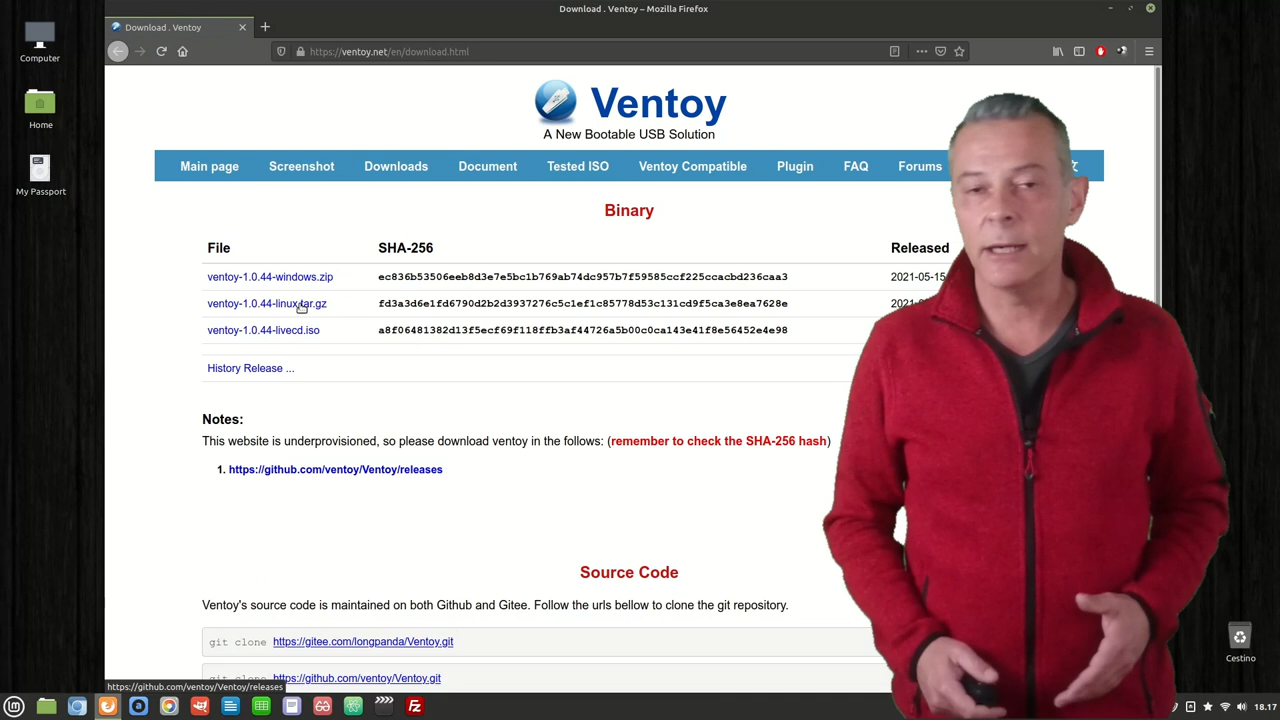 Download . Ventoy – Mozilla Firefox
Download . Ventoy
https://ventoy.net/en/download.html
Computer
Home
My Passport
Ventoy
A New Bootable USB Solution
Main page Screenshot Downloads Document Tested ISO Ventoy Compatible Plugin FAQ Forums 文
Binary
File SHA-256 Released
ventoy-1.0.44-windows.zip ec836b53506eeb8d3e7e5bc1b769ab74dc957b7f59585ccf225ccacbd236caa3 2021-05-15
ventoy-1.0.44-linux.tar.gz fd3a3d6e1fd6790d2b2d3937276c5c1ef1c85778d53c131cd9f5ca3e8ea7628e
ventoy-1.0.44-livecd.iso a8f06481382d13f5ecf69f118ffb3af44726a5b00c0ca143e41f8e56452e4e98
History Release ...
Notes:
This website is underprovisioned, so please download ventoy in the follows: (remember to check the SHA-256 hash)
1. https://github.com/ventoy/Ventoy/releases
Source Code
Ventoy's source code is maintained on both Github and Gitee. Follow the urls bellow to clone the git repository.
git clone https://gitee.com/longpanda/Ventoy.git
git clone https://github.com/ventoy/Ventoy.git
https://github.com/ventoy/Ventoy/releases
Cestino
18.17